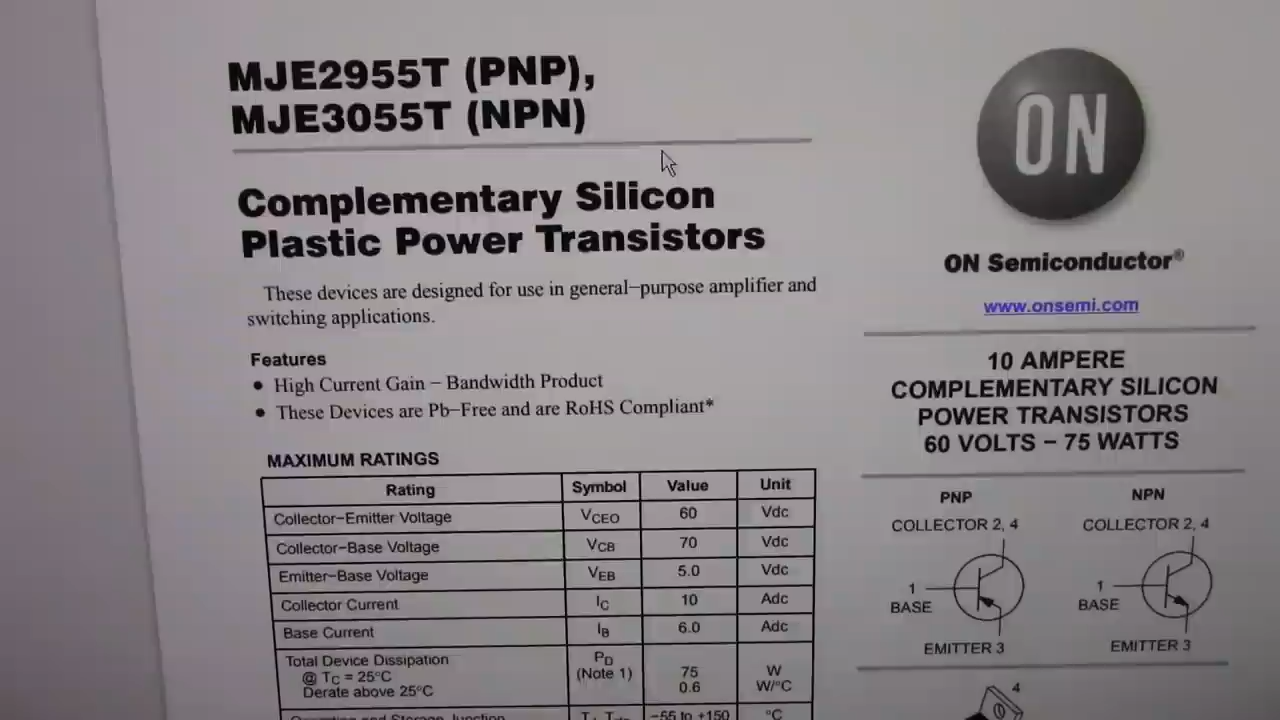 MJE2955T (PNP),
MJE3055T (NPN)
Complementary Silicon
Plastic Power Transistors
These devices are designed for use in general−purpose amplifier and
switching applications.
Features
• High Current Gain − Bandwidth Product
• These Devices are Pb−Free and are RoHS Compliant*
MAXIMUM RATINGS
Rating Symbol Value Unit
Collector−Emitter Voltage VCEO 60 Vdc
Collector−Base Voltage VCB 70 Vdc
Emitter−Base Voltage VEB 5.0 Vdc
Collector Current IC 10 Adc
Base Current IB 6.0 Adc
Total Device Dissipation PD
@ TC = 25°C (Note 1) 75 W
Derate above 25°C 0.6 W/°C
Operating and Storage Junction −55 to +150 °C
ON
ON Semiconductor®
www.onsemi.com
10 AMPERE
COMPLEMENTARY SILICON
POWER TRANSISTORS
60 VOLTS − 75 WATTS
PNP NPN
COLLECTOR 2, 4 COLLECTOR 2, 4
1 1
BASE BASE
EMITTER 3 EMITTER 3
4